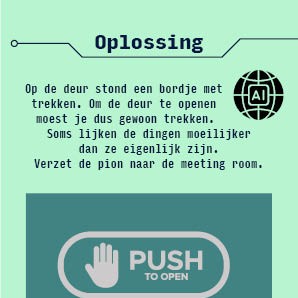 Oplossing
Op de deur stond een bordje met
trekken. Om de deur te openen
moest je dus gewoon trekken.
Soms lijken de dingen moeilijker
dan ze eigenlijk zijn.
Verzet de pion naar de meeting room.
AI
PUSH
TO OPEN